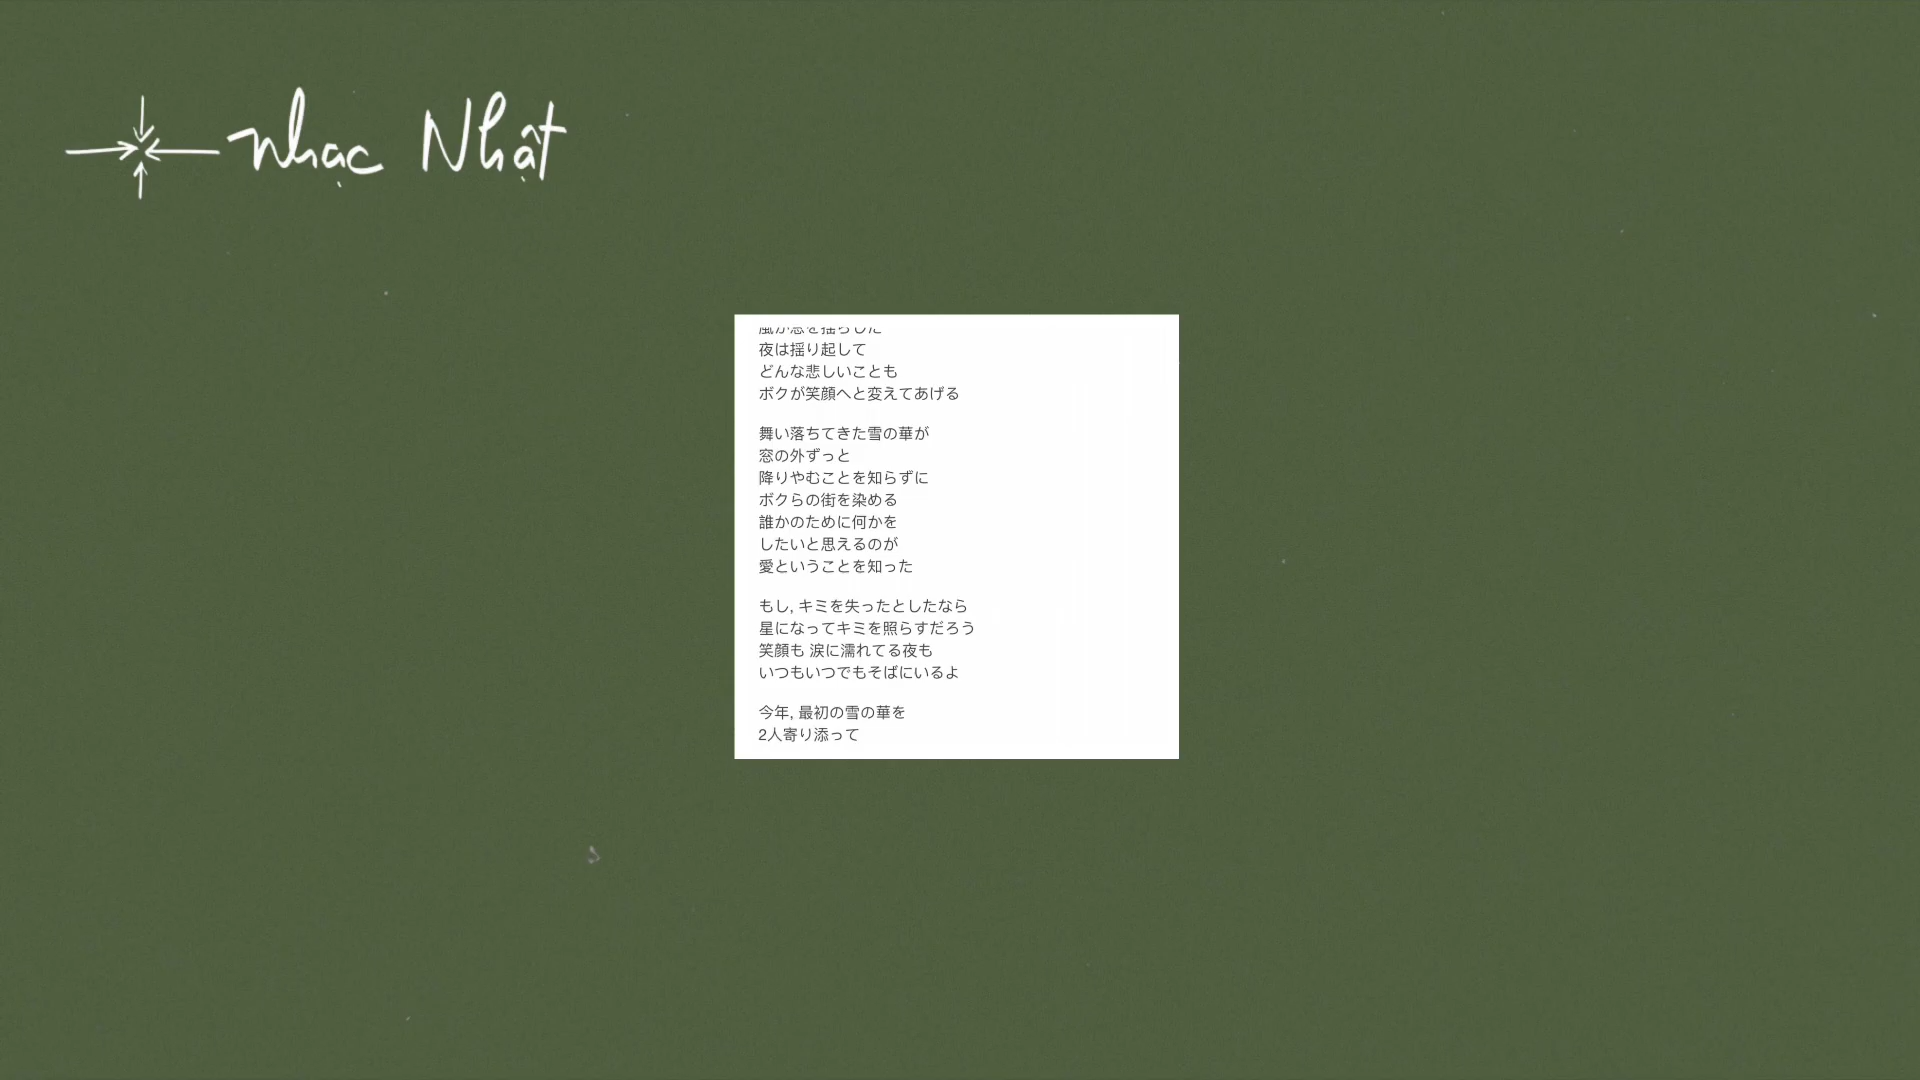 Nhạc Nhật
風が窓を揺らした
夜は揺り起して
どんな悲しいことも
ボクが笑顔へと変えてあげる
舞い落ちてきた雪の華が
窓の外ずっと
降りやむことを知らずに
ボクらの街を染める
誰かのために何かを
したいと思えるのが
愛ということを知った
もし, キミを失ったとしたなら
星になってキミを照らすだろう
笑顔も 涙に濡れてる夜も
いつもいつでもそばにいるよ
今年, 最初の雪の華を
2人寄り添って